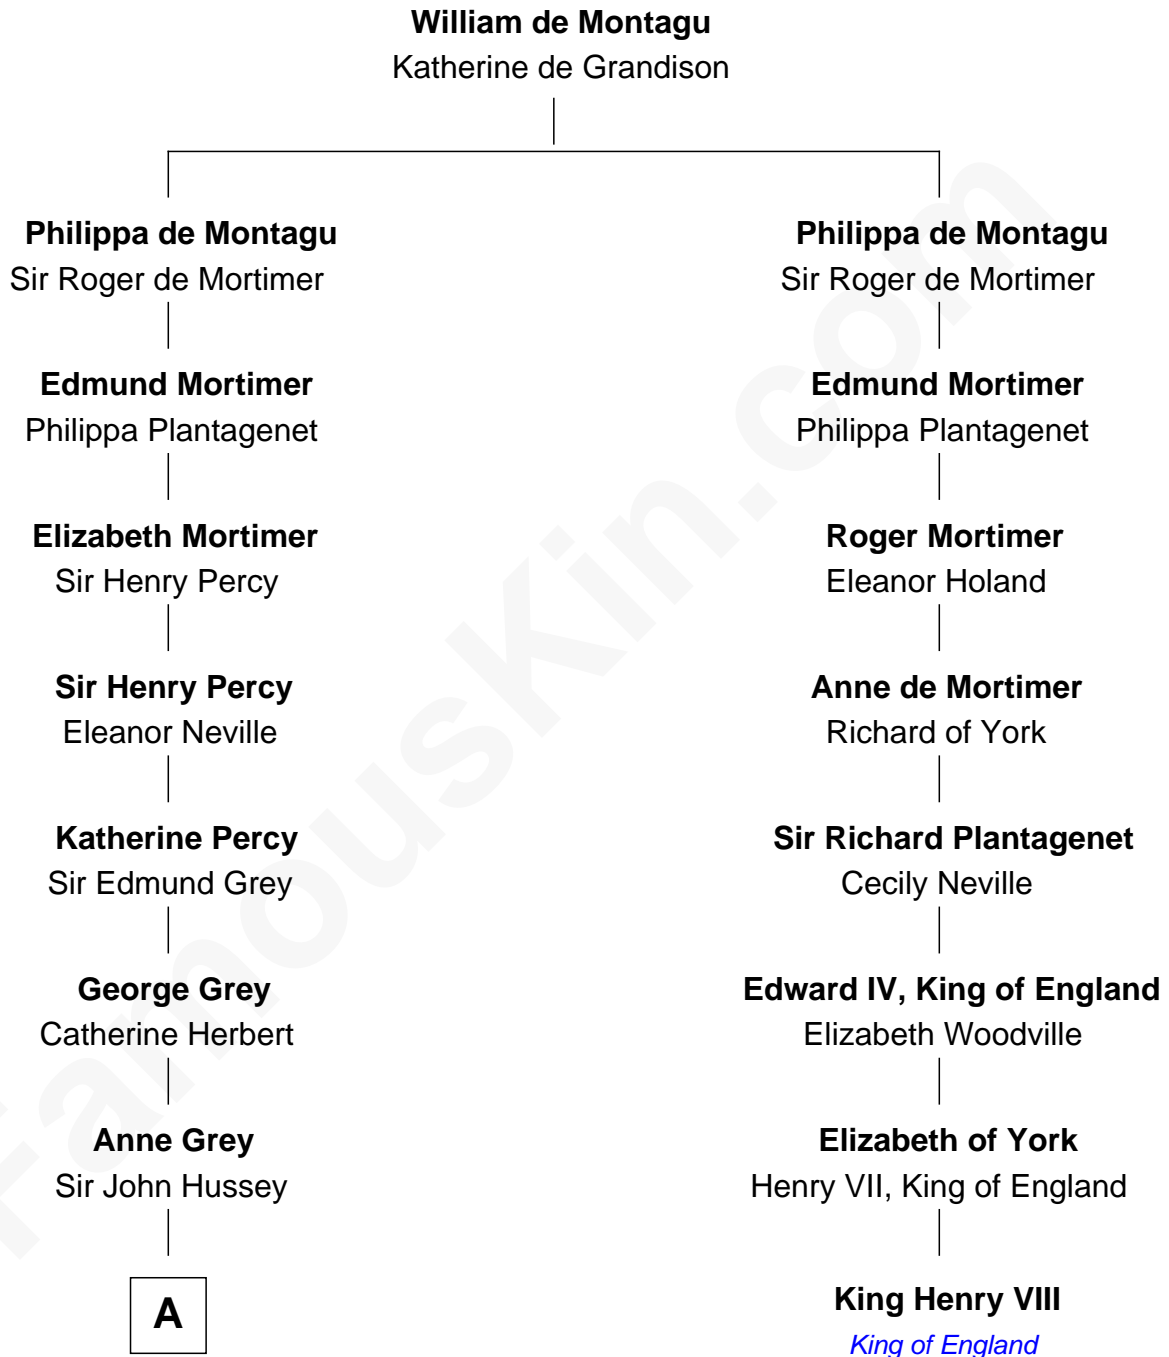 William de Montagu
Katherine de Grandison
Philippa de Montagu
Sir Roger de Mortimer
Edmund Mortimer
Philippa Plantagenet
Elizabeth Mortimer
Sir Henry Percy
Sir Henry Percy
Eleanor Neville
Katherine Percy
Sir Edmund Grey
George Grey
Catherine Herbert
Anne Grey
Sir John Hussey
A
Philippa de Montagu
Sir Roger de Mortimer
Edmund Mortimer
Philippa Plantagenet
Roger Mortimer
Eleanor Holand
Anne de Mortimer
Richard of York
Sir Richard Plantagenet
Cecily Neville
Edward IV, King of England
Elizabeth Woodville
Elizabeth of York
Henry VII, King of England
King Henry VIII
King of England
FamousKin.com